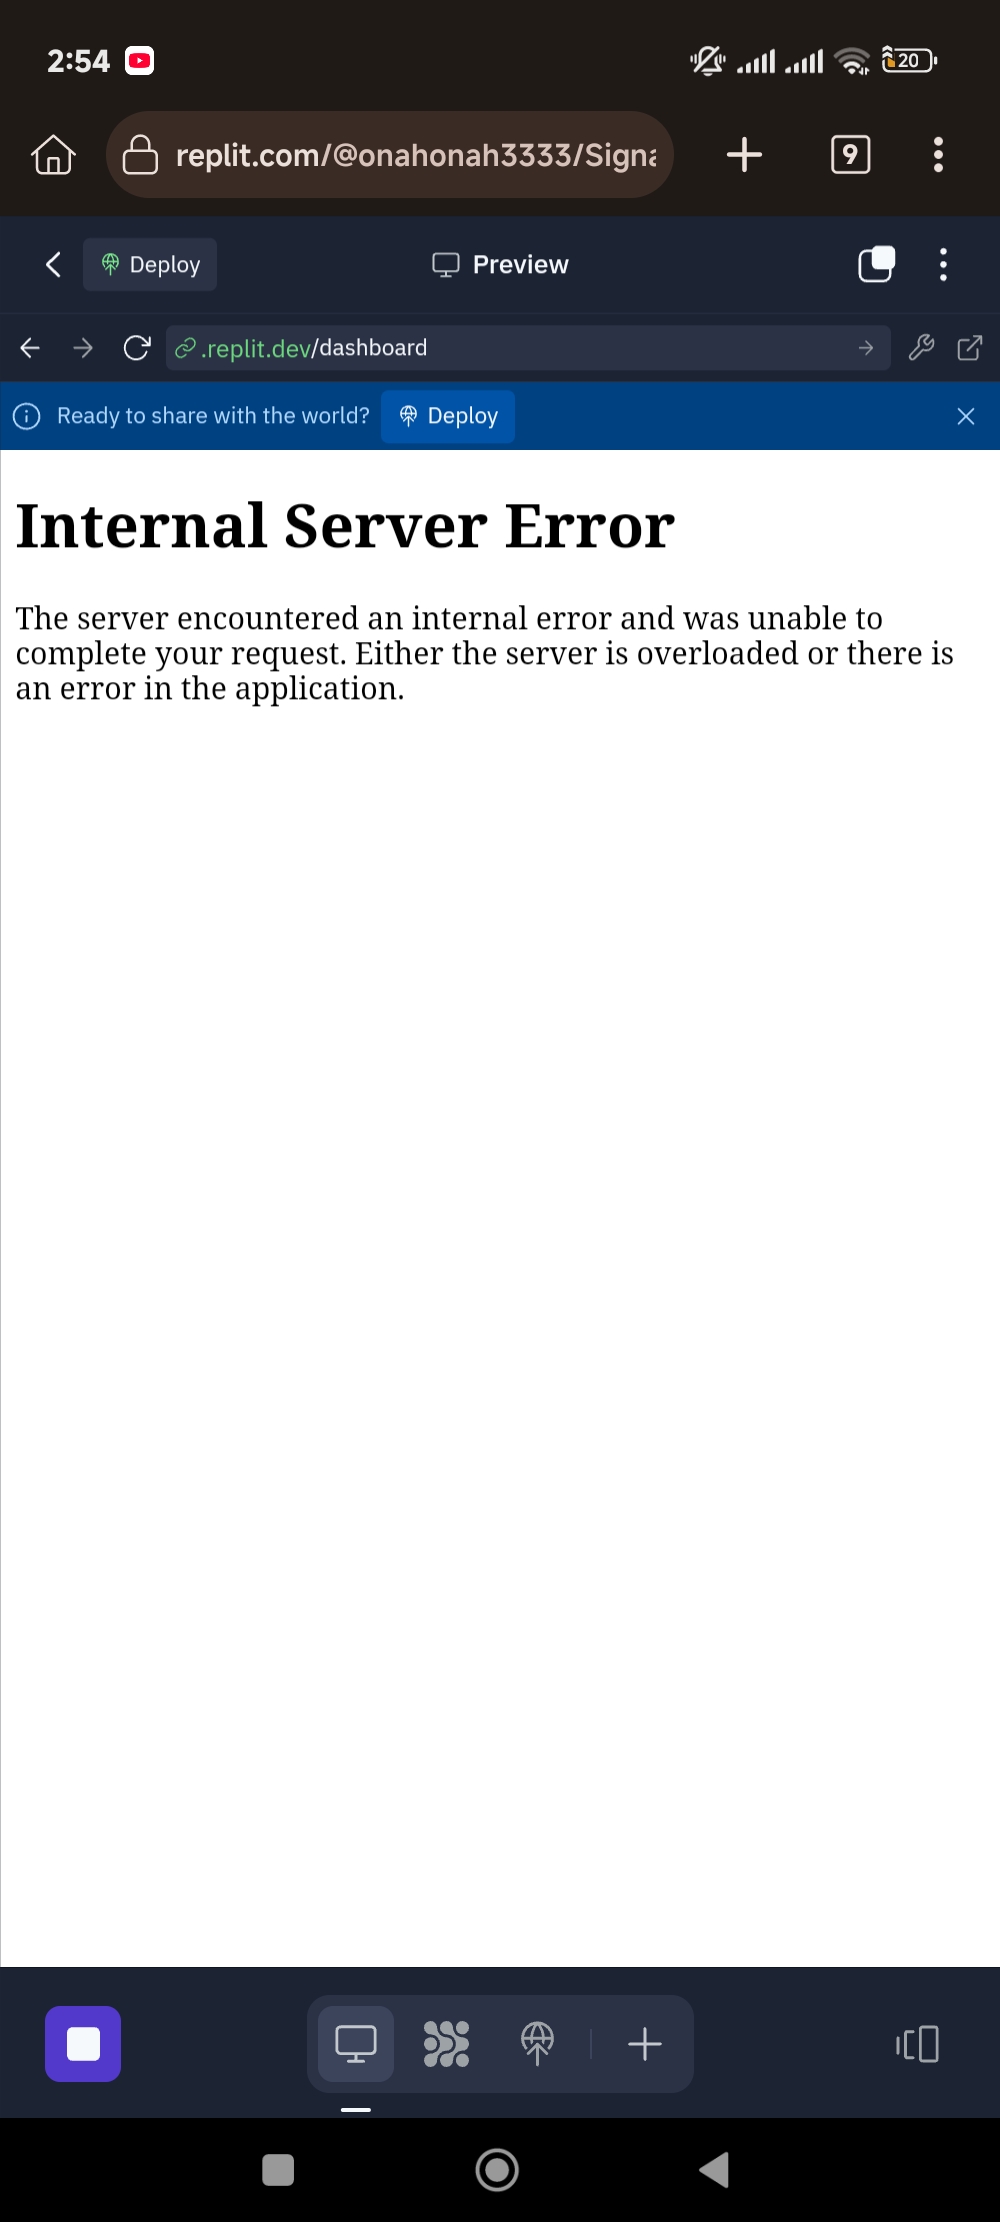 2:54
20
replit.com/@onahonah3333/Signa
9
Deploy
Preview
.replit.dev/dashboard
Ready to share with the world?
Deploy
Internal Server Error
The server encountered an internal error and was unable to
complete your request. Either the server is overloaded or there is
an error in the application.